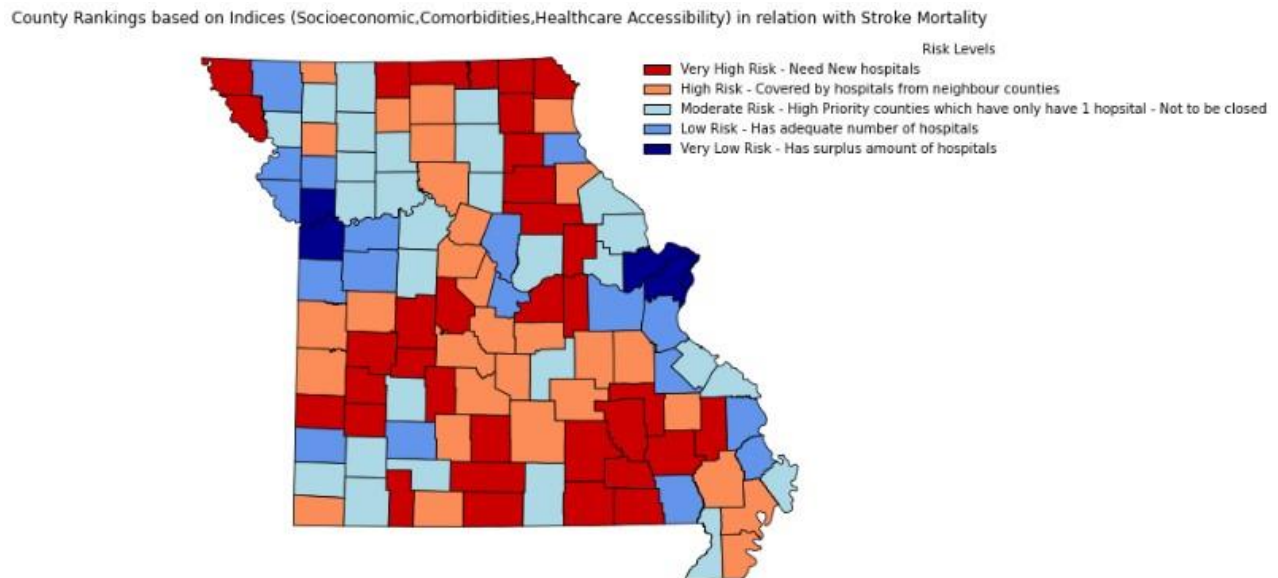 County Rankings based on Indices (Socioeconomic,Comorbidities,Healthcare Accessibility) in relation with Stroke Mortality
Risk Levels
Very High Risk - Need New hospitals
High Risk - Covered by hospitals from neighbour counties
Moderate Risk - High Priority counties which have only have 1 hopsital - Not to be closed
Low Risk - Has adequate number of hospitals
Very Low Risk - Has surplus amount of hospitals